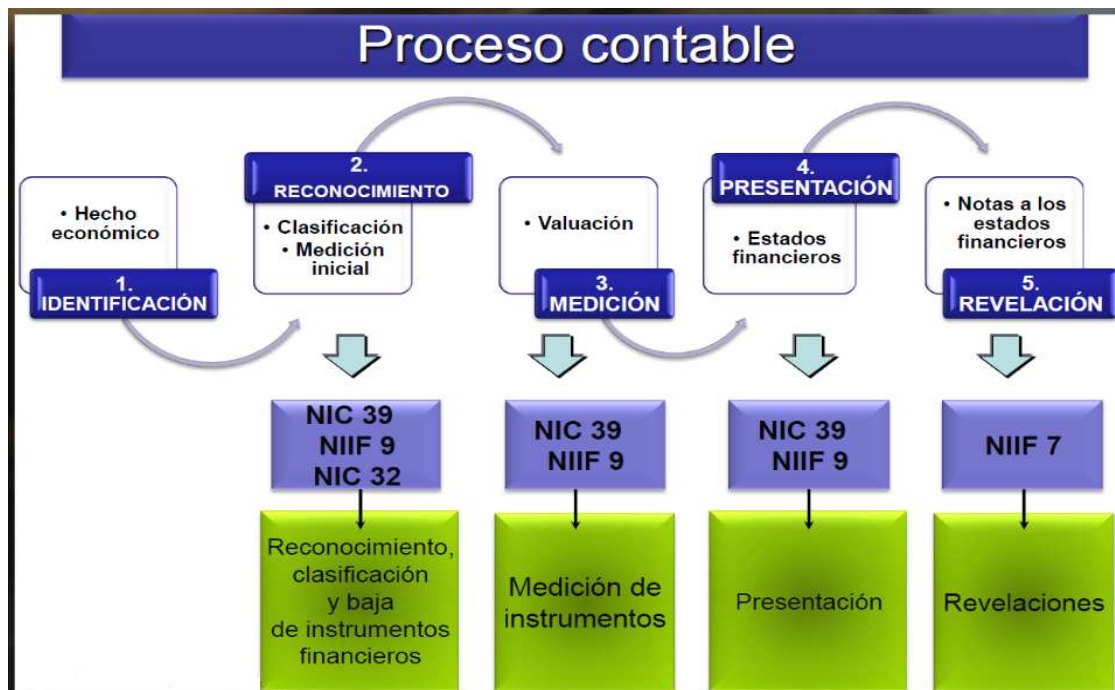 Proceso contable
• Hecho
económico
1.
IDENTIFICACIÓN
2.
RECONOCIMIENTO
• Clasificación
• Medición
inicial
• Valuación
3.
MEDICIÓN
4.
PRESENTACIÓN
• Estados
financieros
• Notas a los
estados
financieros
5.
REVELACIÓN
NIC 39
NIIF 9
NIC 32
NIC 39
NIIF 9
NIC 39
NIIF 9
NIIF 7
Reconocimiento,
clasificación
y baja
de instrumentos
financieros
Medición de
instrumentos
Presentación
Revelaciones